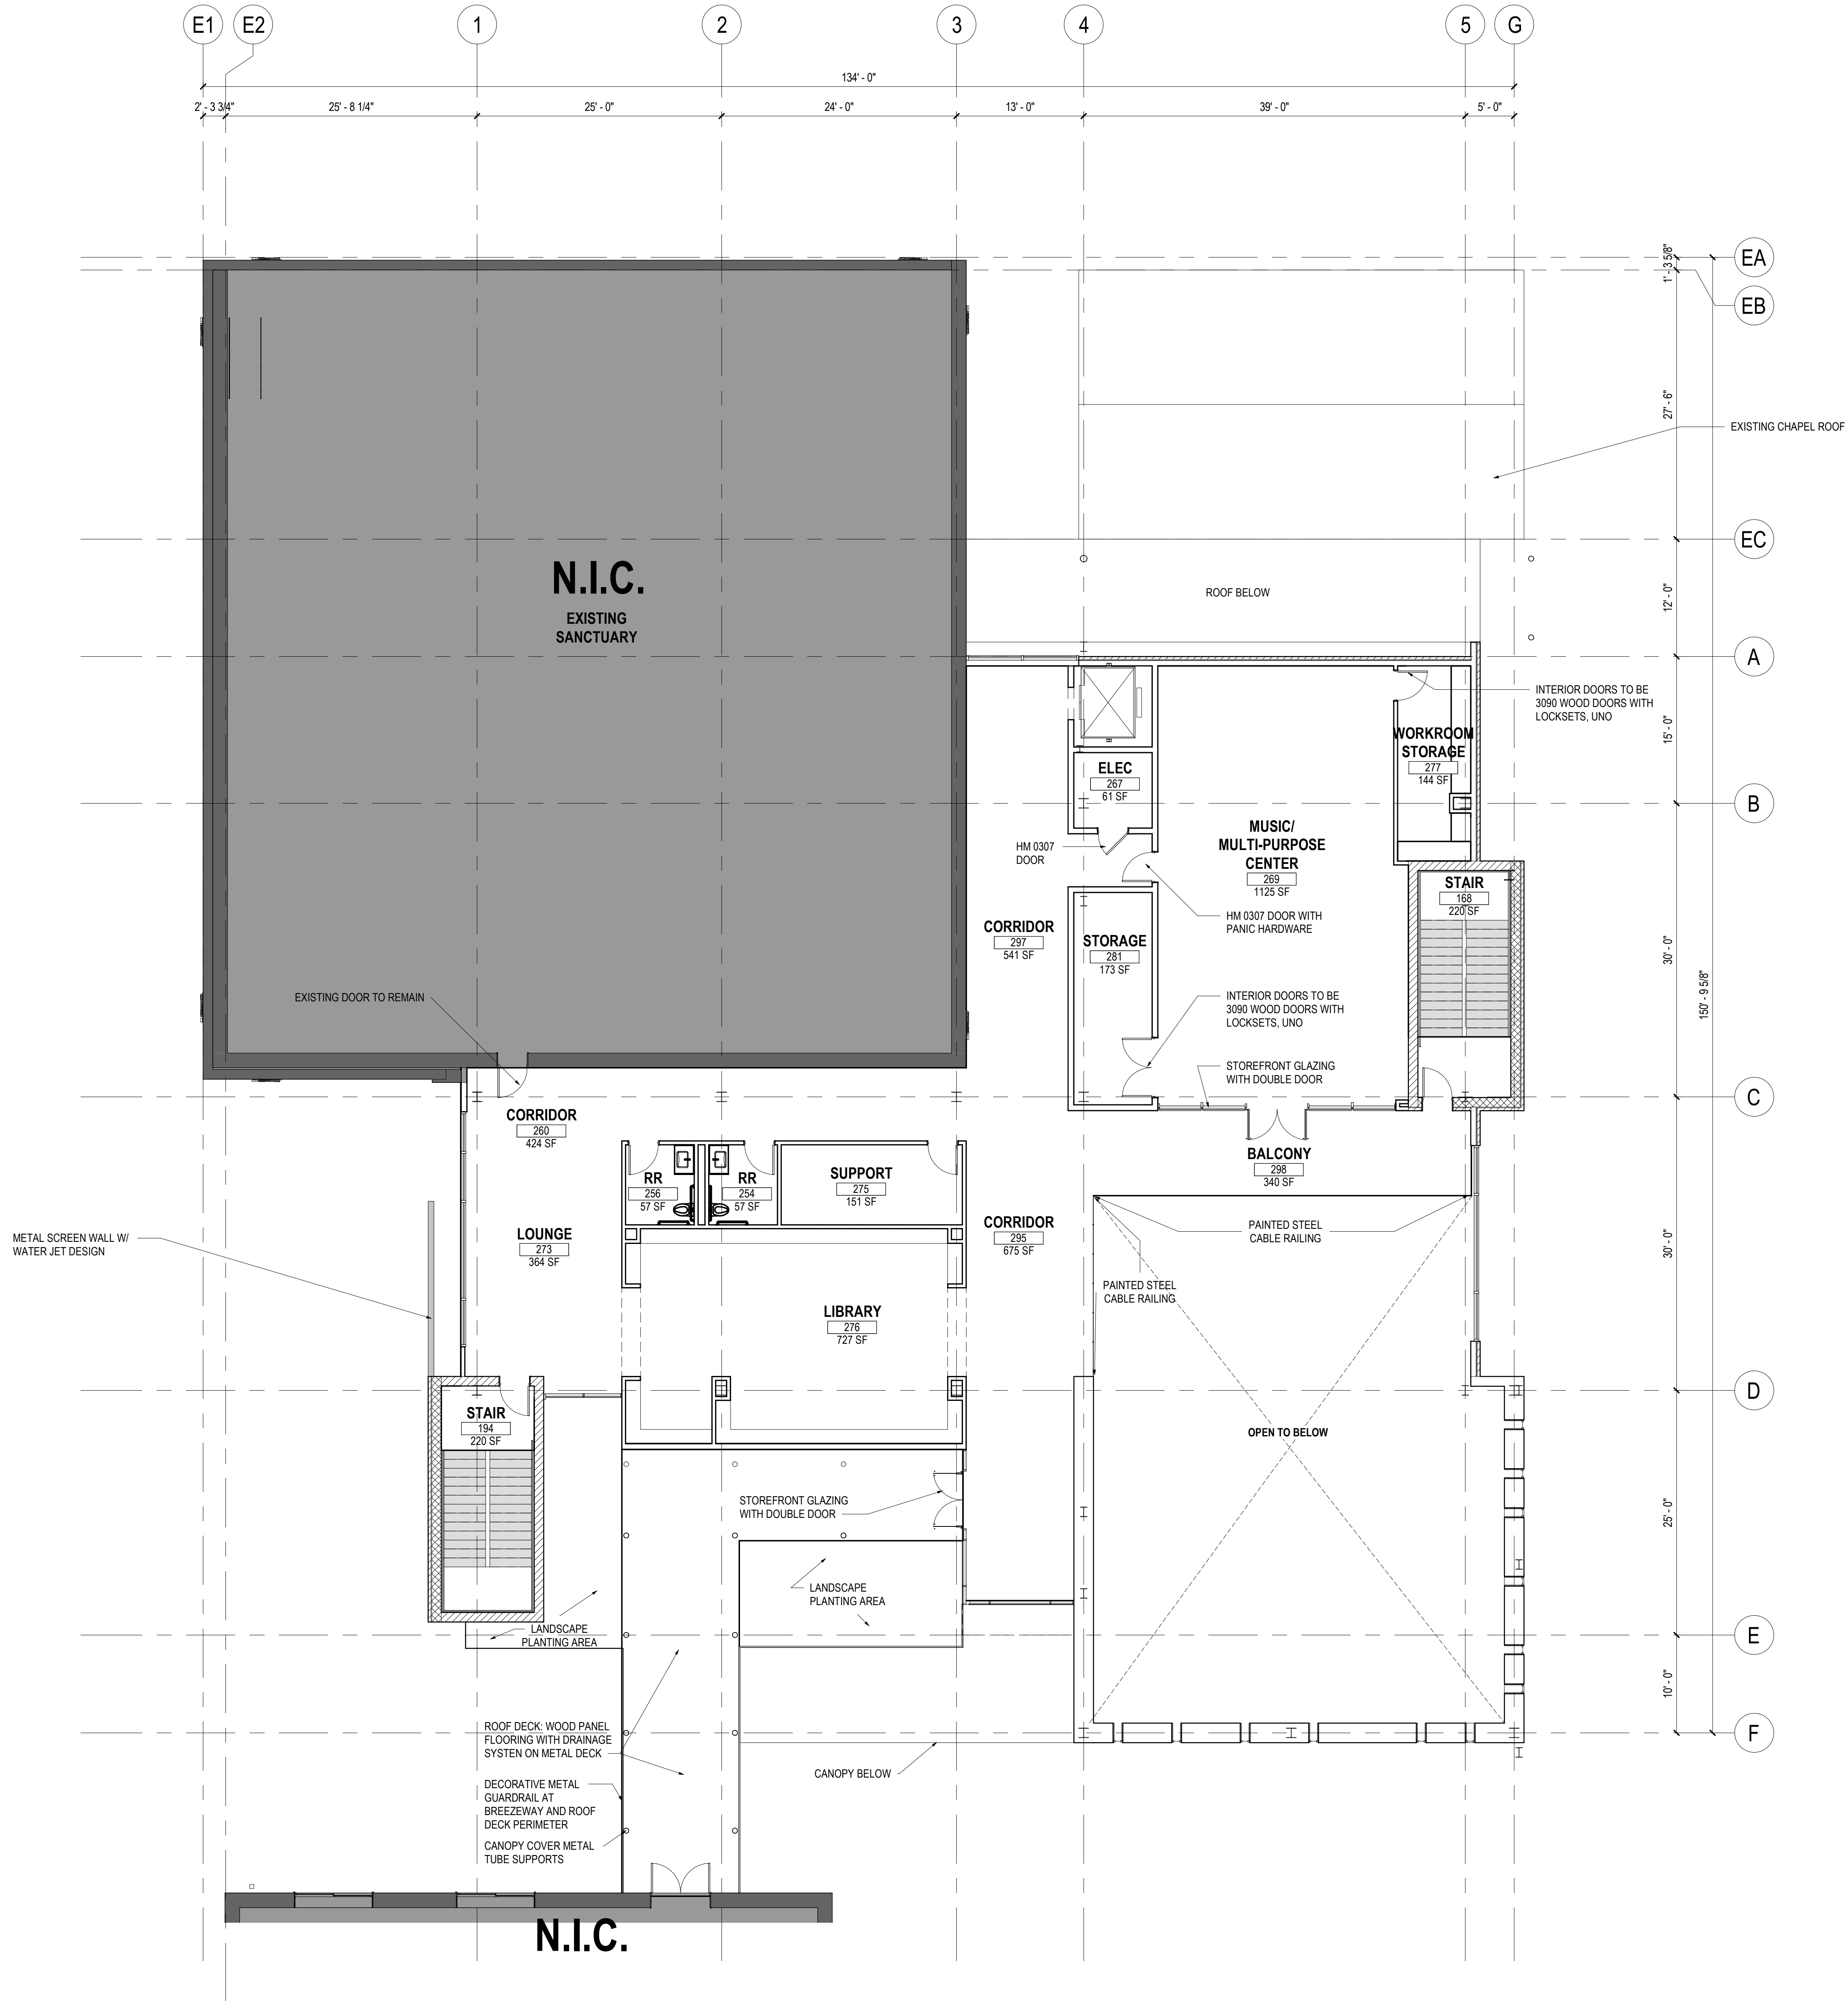 E1
E2
1
2
3
4
5
G
134' - 0"
2' - 3 3/4"
25' - 8 1/4"
25' - 0"
24' - 0"
13' - 0"
39' - 0"
5' - 0"
EA
1' - 3 5/8"
EB
27' - 6"
EXISTING CHAPEL ROOF
EC
N.I.C.
EXISTING
SANCTUARY
ROOF BELOW
12' - 0"
A
INTERIOR DOORS TO BE
3090 WOOD DOORS WITH
LOCKSETS, UNO
15' - 0"
WORKROOM
STORAGE
277
144 SF
ELEC
267
61 SF
B
MUSIC/
MULTI-PURPOSE
CENTER
269
1125 SF
HM 0307
DOOR
STAIR
168
220 SF
HM 0307 DOOR WITH
PANIC HARDWARE
CORRIDOR
297
541 SF
STORAGE
281
173 SF
30' - 0"
150' - 9 5/8"
EXISTING DOOR TO REMAIN
INTERIOR DOORS TO BE
3090 WOOD DOORS WITH
LOCKSETS, UNO
STOREFRONT GLAZING
WITH DOUBLE DOOR
C
CORRIDOR
260
424 SF
BALCONY
298
340 SF
RR
256
57 SF
RR
254
57 SF
SUPPORT
275
151 SF
CORRIDOR
295
675 SF
PAINTED STEEL
CABLE RAILING
METAL SCREEN WALL W/
WATER JET DESIGN
LOUNGE
273
364 SF
30' - 0"
PAINTED STEEL
CABLE RAILING
LIBRARY
276
727 SF
D
STAIR
194
220 SF
OPEN TO BELOW
STOREFRONT GLAZING
WITH DOUBLE DOOR
25' - 0"
LANDSCAPE
PLANTING AREA
LANDSCAPE
PLANTING AREA
E
10' - 0"
ROOF DECK: WOOD PANEL
FLOORING WITH DRAINAGE
SYSTEN ON METAL DECK
F
CANOPY BELOW
DECORATIVE METAL
GUARDRAIL AT
BREEZEWAY AND ROOF
DECK PERIMETER
CANOPY COVER METAL
TUBE SUPPORTS
N.I.C.